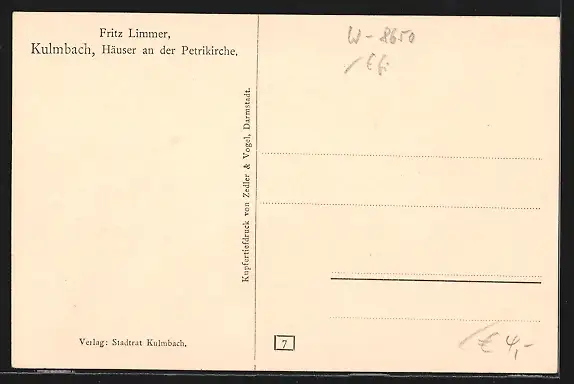 Fritz Limmer,
Kulmbach, Häuser an der Petrikirche.
Kupfertiefdruck von Zedler & Vogel, Darmstadt.
Verlag: Stadtrat Kulmbach.
W-8650
7
€ 4,-